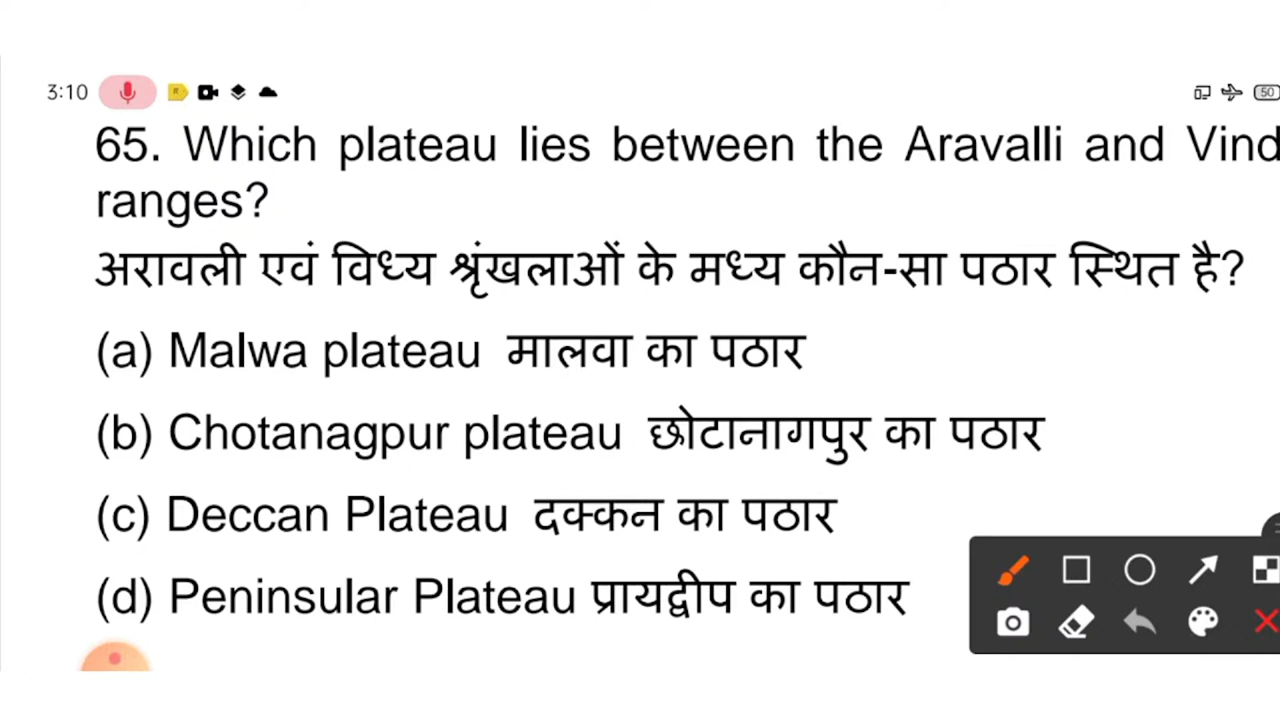 3:10
50
65. Which plateau lies between the Aravalli and Vind
ranges?
अरावली एवं विध्य श्रृंखलाओं के मध्य कौन-सा पठार स्थित है?
(a) Malwa plateau मालवा का पठार
(b) Chotanagpur plateau छोटानागपुर का पठार
(c) Deccan Plateau दक्कन का पठार
(d) Peninsular Plateau प्रायद्वीप का पठार